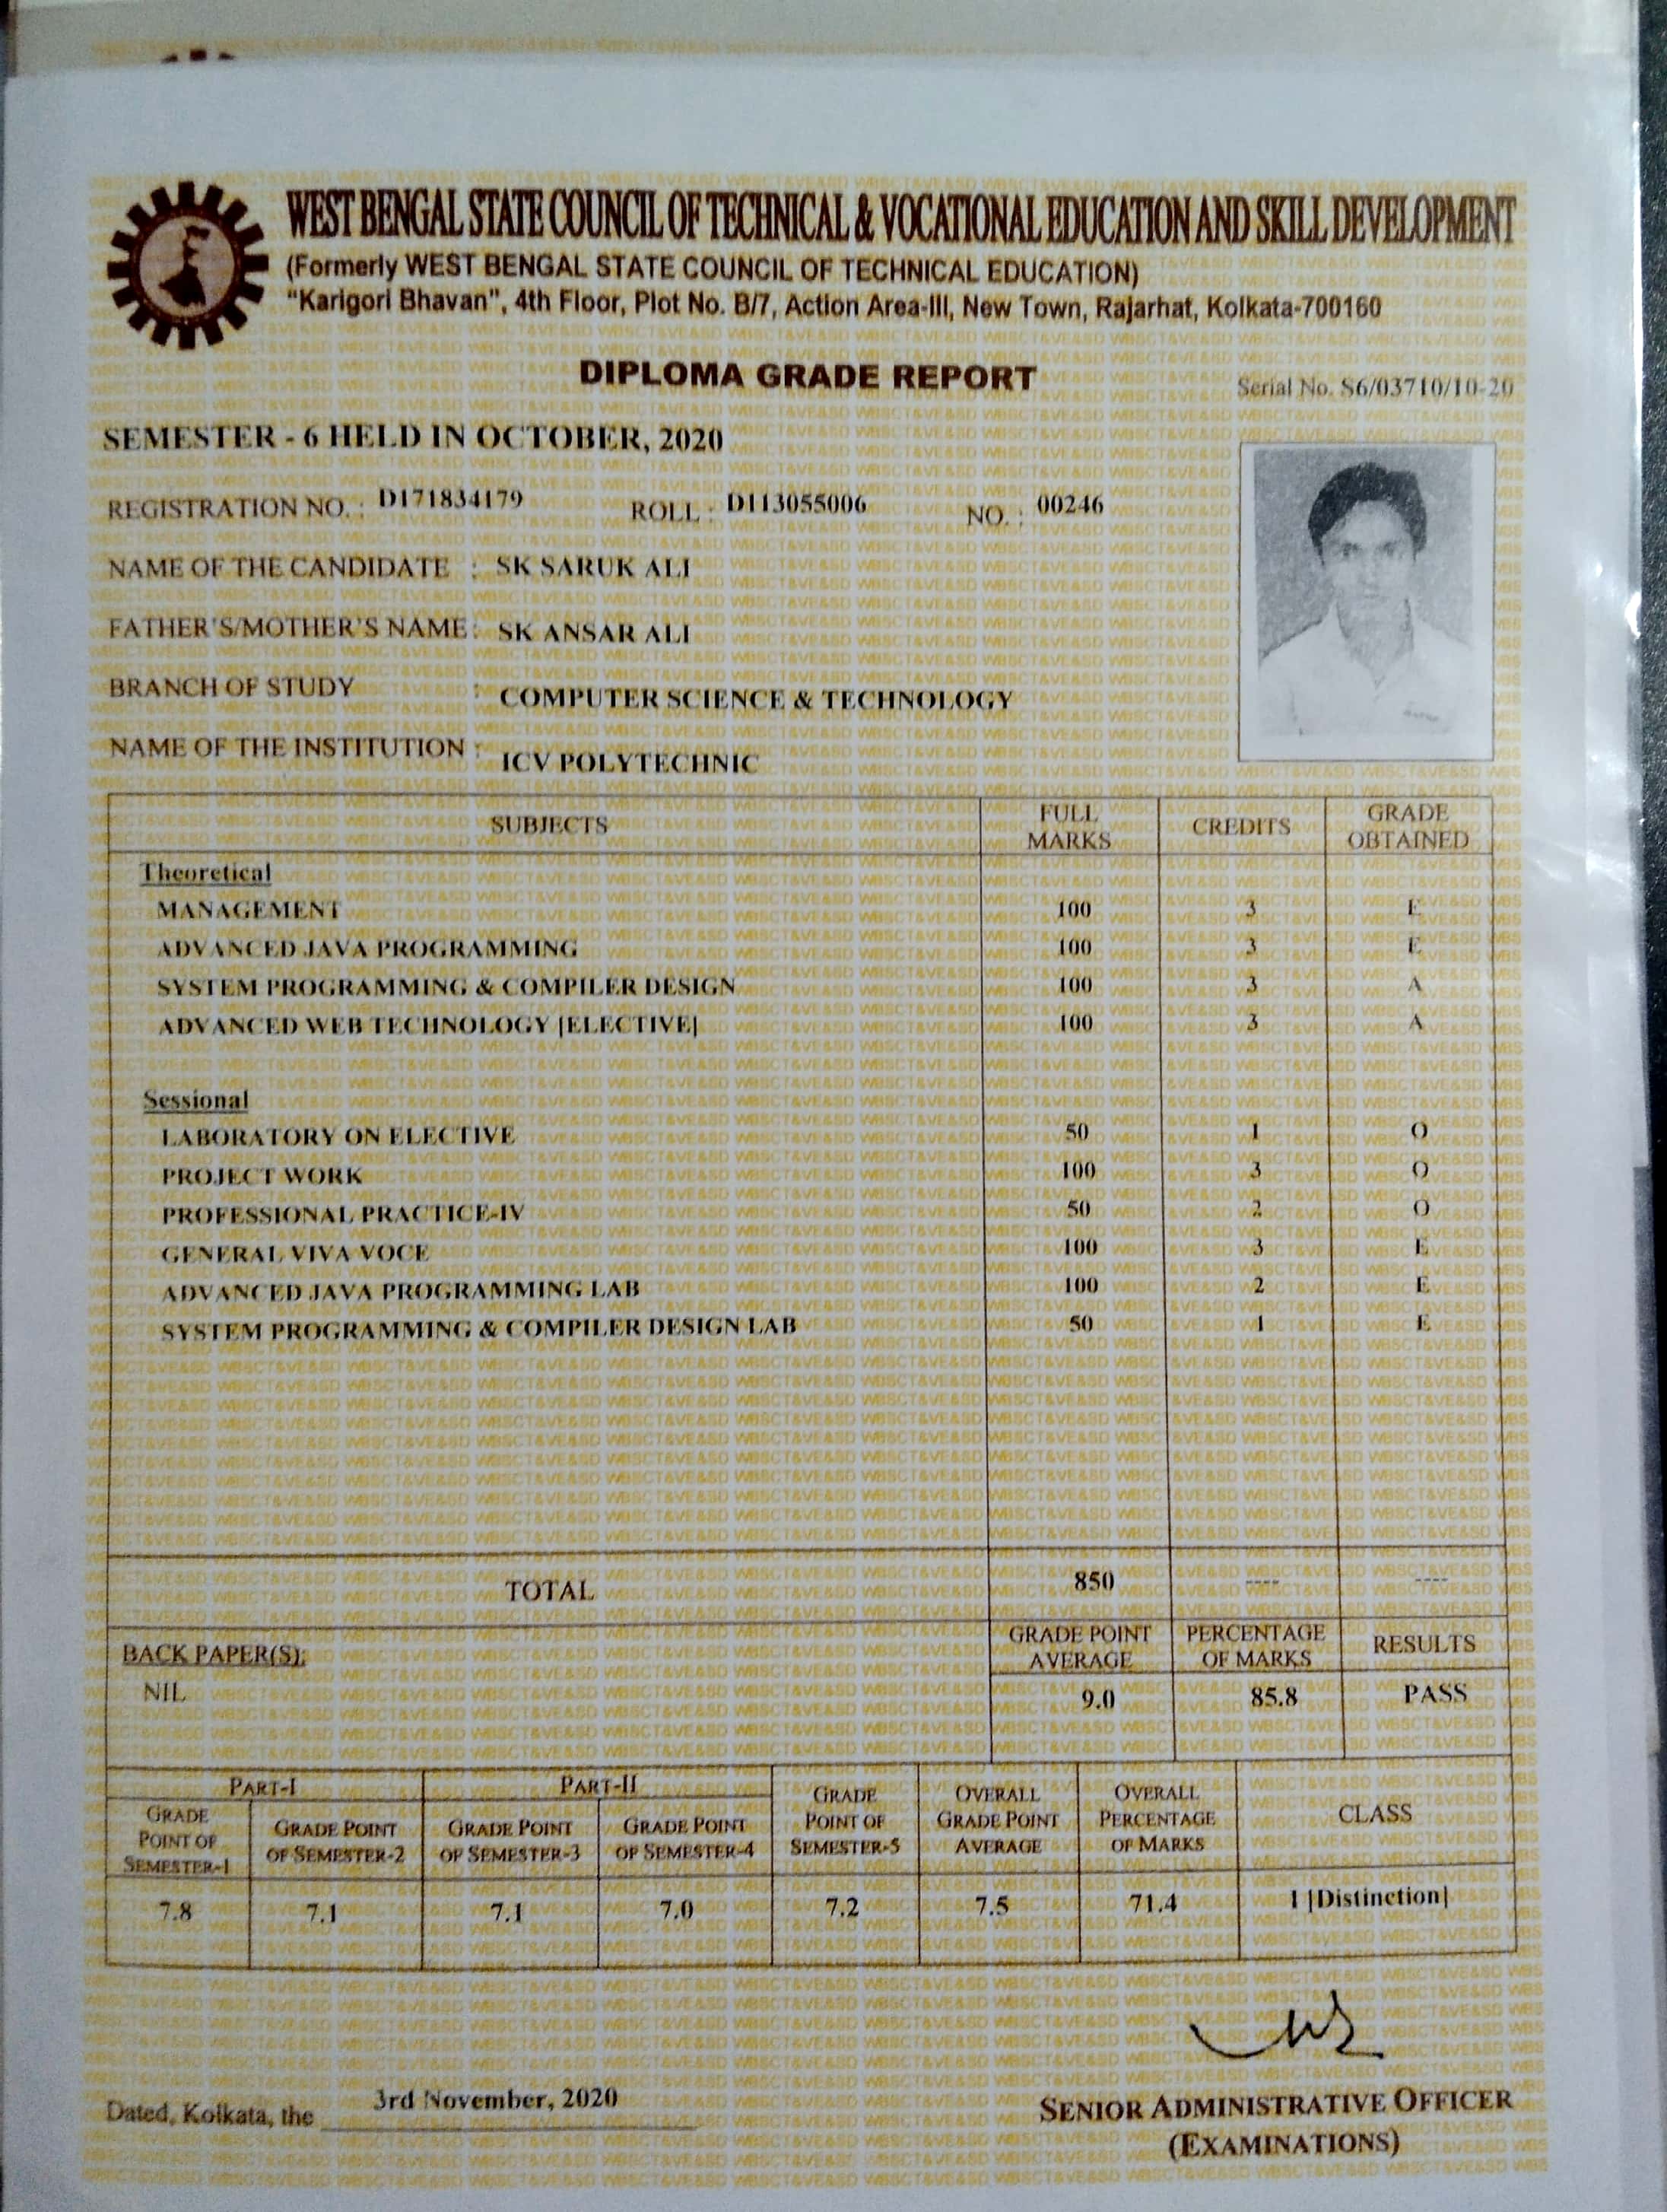 WEST BENGAL STATE COUNCIL OF TECHNICAL & VOCATIONAL EDUCATION AND SKILL DEVELOPMENT
(Formerly WEST BENGAL STATE COUNCIL OF TECHNICAL EDUCATION)
"Karigori Bhavan", 4th Floor, Plot No. B/7, Action Area-III, New Town, Rajarhat, Kolkata-700160
DIPLOMA GRADE REPORT
Serial No. S6/03710/10-20
SEMESTER - 6 HELD IN OCTOBER, 2020
REGISTRATION NO. : D171834179 ROLL : D113055006 NO. : 00246
NAME OF THE CANDIDATE : SK SARUK ALI
FATHER'S/MOTHER'S NAME : SK ANSAR ALI
BRANCH OF STUDY : COMPUTER SCIENCE & TECHNOLOGY
NAME OF THE INSTITUTION : ICV POLYTECHNIC
SUBJECTS FULL MARKS CREDITS GRADE OBTAINED
Theoretical
MANAGEMENT 100 3 E
ADVANCED JAVA PROGRAMMING 100 3 E
SYSTEM PROGRAMMING & COMPILER DESIGN 100 3 A
ADVANCED WEB TECHNOLOGY [ELECTIVE] 100 3 A
Sessional
LABORATORY ON ELECTIVE 50 1 O
PROJECT WORK 100 3 O
PROFESSIONAL PRACTICE-IV 50 2 O
GENERAL VIVA VOCE 100 3 E
ADVANCED JAVA PROGRAMMING LAB 100 2 E
SYSTEM PROGRAMMING & COMPILER DESIGN LAB 50 1 E
TOTAL 850 ---- ----
BACK PAPER(S):
NIL
GRADE POINT AVERAGE PERCENTAGE OF MARKS RESULTS
9.0 85.8 PASS
PART-I PART-II
GRADE POINT OF SEMESTER-1 GRADE POINT OF SEMESTER-2 GRADE POINT OF SEMESTER-3 GRADE POINT OF SEMESTER-4 GRADE POINT OF SEMESTER-5 OVERALL GRADE POINT AVERAGE OVERALL PERCENTAGE OF MARKS CLASS
7.8 7.1 7.1 7.0 7.2 7.5 71.4 1 [Distinction]
Dated, Kolkata, the 3rd November, 2020
SENIOR ADMINISTRATIVE OFFICER
(EXAMINATIONS)